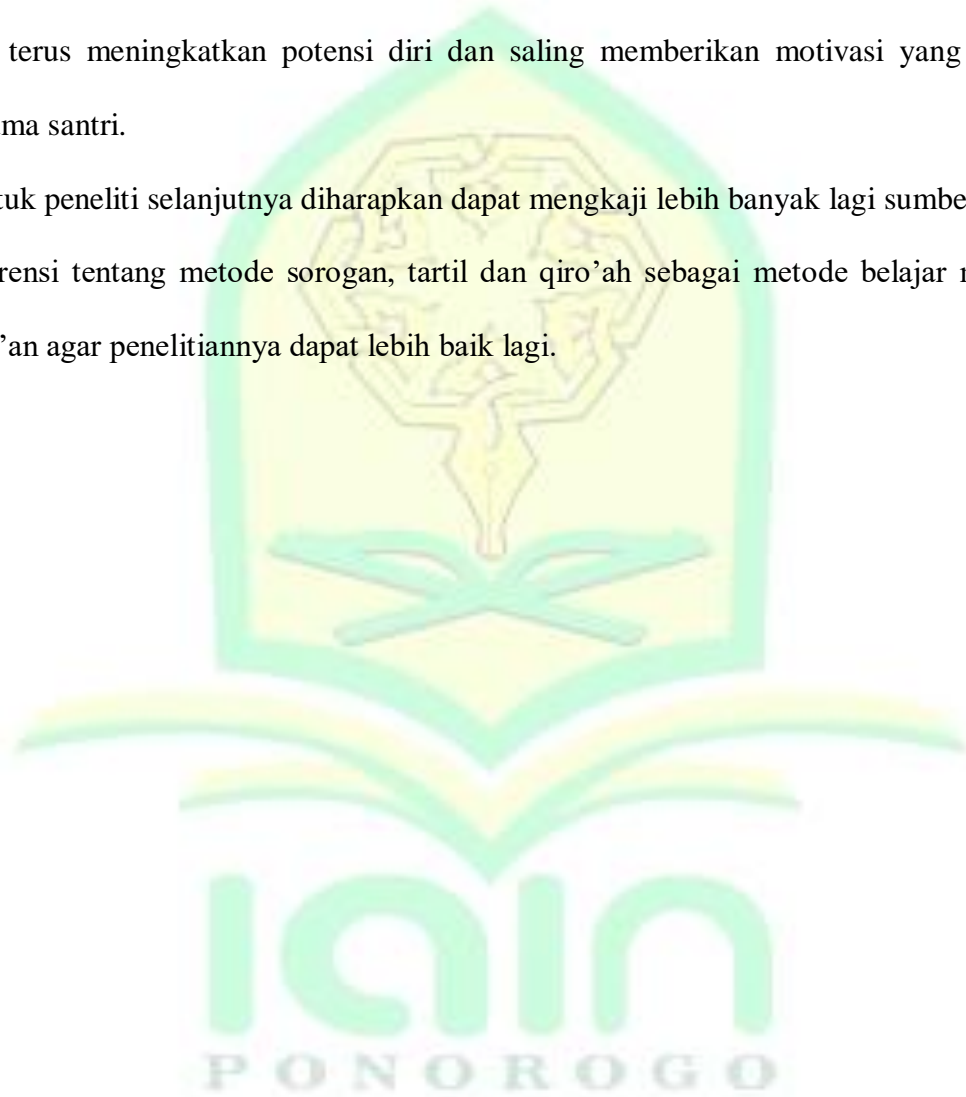 terus meningkatkan potensi diri dan saling memberikan motivasi yang
ma santri.
tuk peneliti selanjutnya diharapkan dapat mengkaji lebih banyak lagi sumbe
rensi tentang metode sorogan, tartil dan qiro’ah sebagai metode belajar
’an agar penelitiannya dapat lebih baik lagi.
iain
PONOROGO